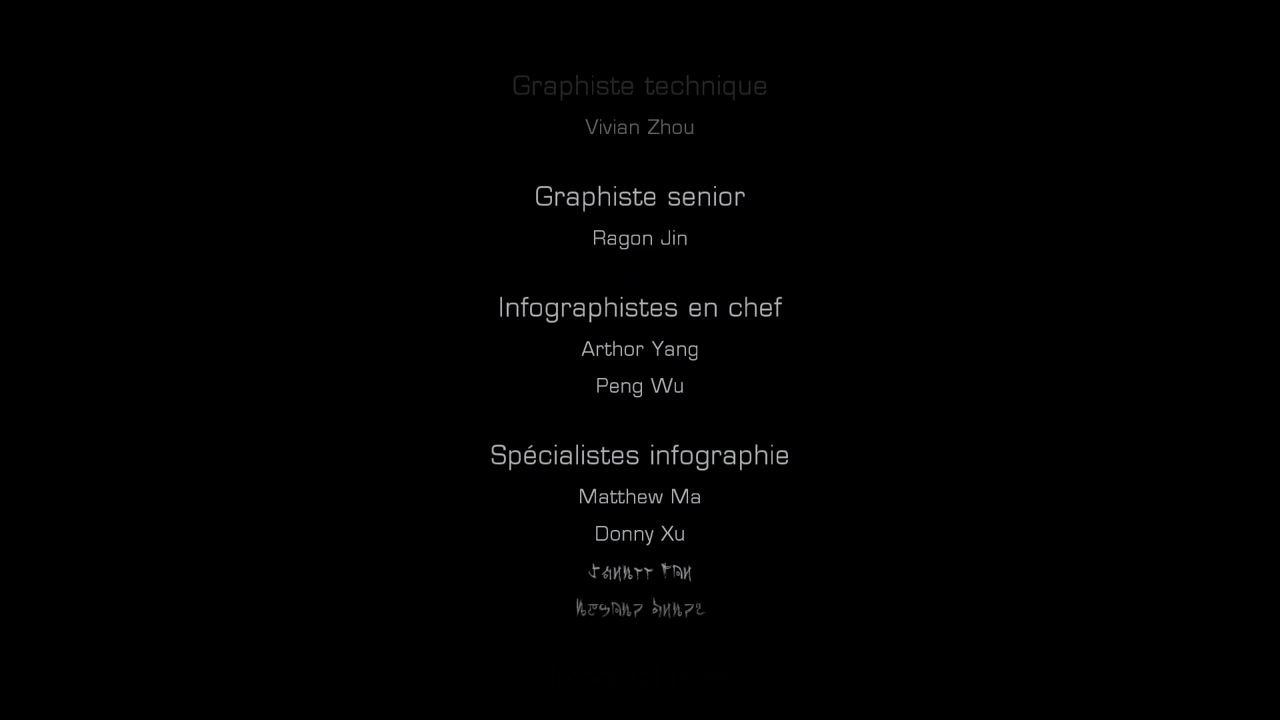 Graphiste technique
Vivian Zhou
Graphiste senior
Ragon Jin
Infographistes en chef
Arthor Yang
Peng Wu
Spécialistes infographie
Matthew Ma
Donny Xu